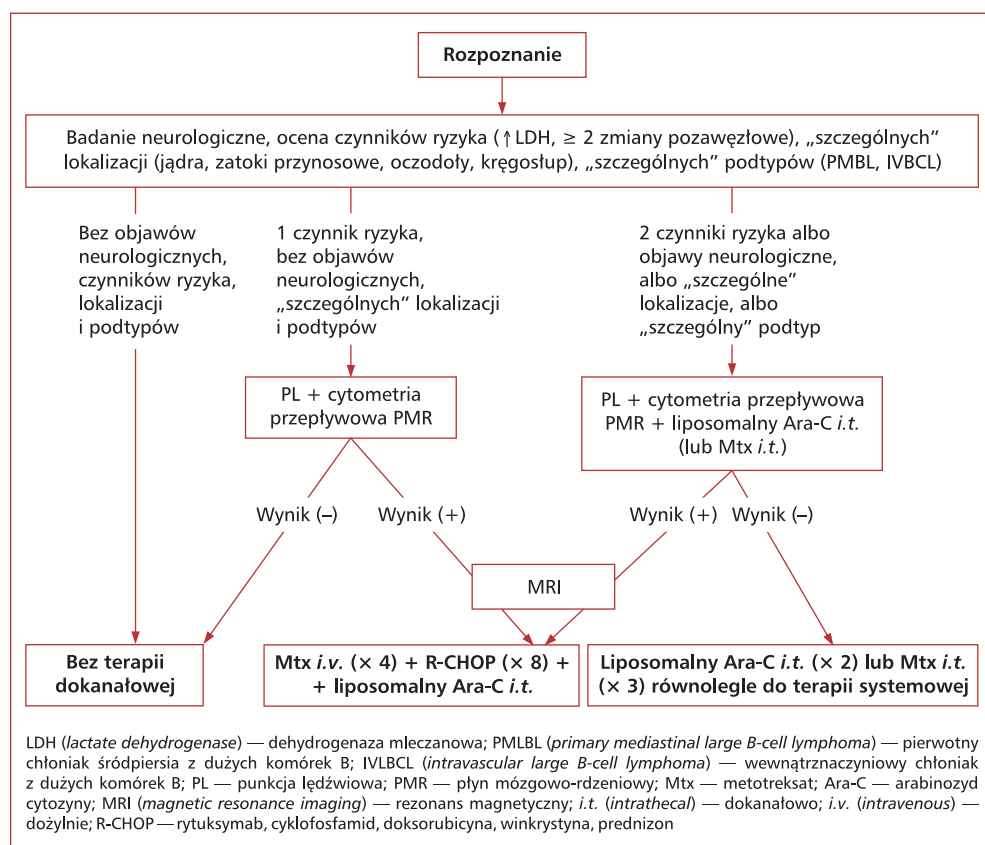 Rozpoznanie
Badanie neurologiczne, ocena czynników ryzyka (↑LDH, ≥ 2 zmiany pozawęzłowe), „szczególnych”
lokalizacji (jądra, zatoki przynosowe, oczodoły, kręgosłup), „szczególnych” podtypów (PMBL, IVBCL)
Bez objawów
neurologicznych,
czynników ryzyka,
lokalizacji
i podtypów
1 czynnik ryzyka,
bez objawów
neurologicznych,
„szczególnych” lokalizacji
i podtypów
2 czynniki ryzyka albo
objawy neurologiczne,
albo „szczególne”
lokalizacje, albo
„szczególny” podtyp
PL + cytometria
przepływowa PMR
PL + cytometria przepływowa
PMR + liposomalny Ara-C i.t.
(lub Mtx i.t.)
Wynik (–)
Wynik (+)
Wynik (+)
Wynik (–)
MRI
Bez terapii
dokanałowej
Mtx i.v. (× 4) + R-CHOP (× 8) +
+ liposomalny Ara-C i.t.
Liposomalny Ara-C i.t. (× 2) lub Mtx i.t.
(× 3) równolegle do terapii systemowej
LDH (lactate dehydrogenase) — dehydrogenaza mleczanowa; PMLBL (primary mediastinal large B-cell lymphoma) — pierwotny
chłoniak śródpiersia z dużych komórek B; IVLBCL (intravascular large B-cell lymphoma) — wewnątrznaczyniowy chłoniak
z dużych komórek B; PL — punkcja lędźwiowa; PMR — płyn mózgowo-rdzeniowy; Mtx — metotreksat; Ara-C — arabinozyd
cytozyny; MRI (magnetic resonance imaging) — rezonans magnetyczny; i.t. (intrathecal) — dokanałowo; i.v. (intravenous) —
dożylnie; R-CHOP — rytuksymab, cyklofosfamid, doksorubicyna, winkrystyna, prednizon